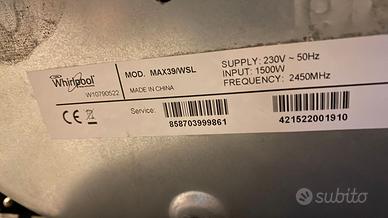 Whirlpool
W10790522
MOD. MAX39/WSL
MADE IN CHINA
SUPPLY: 230V ~ 50Hz
INPUT: 1500W
FREQUENCY: 2450MHz
CE
Service:
858703999861
421522001910
subito